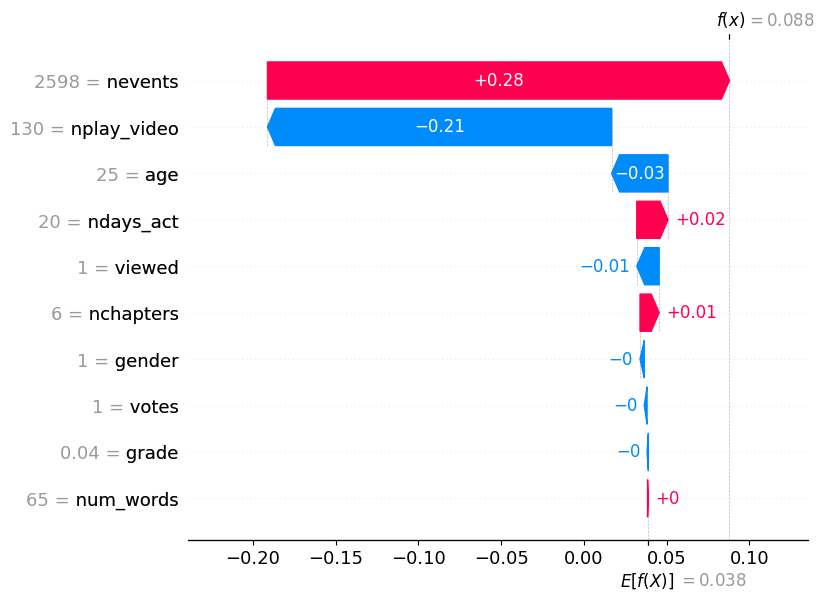 f(x) = 0.088
2598 = nevents
+0.28
130 = nplay_video
−0.21
25 = age
−0.03
20 = ndays_act
+0.02
1 = viewed
−0.01
6 = nchapters
+0.01
1 = gender
−0
1 = votes
−0
0.04 = grade
−0
65 = num_words
+0
−0.20 −0.15 −0.10 −0.05 0.00 0.05 0.10
E[f(X)] = 0.038